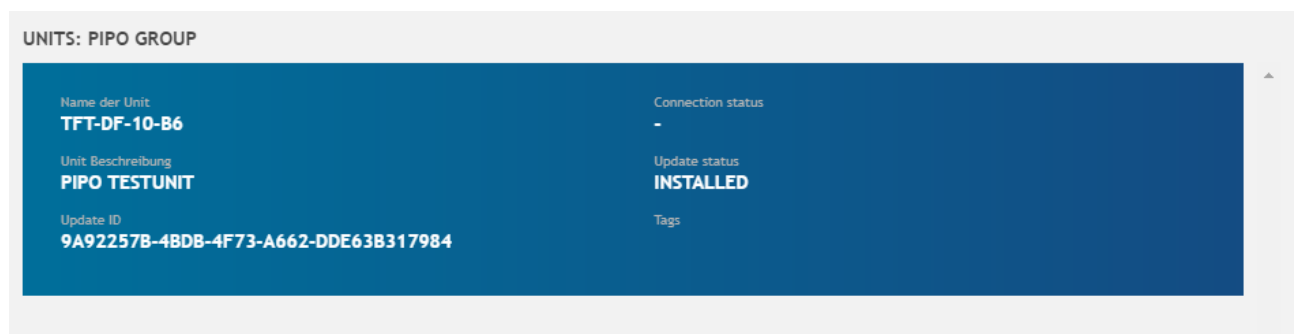 UNITS: PIPO GROUP
Name der Unit
TFT-DF-10-B6
Connection status
-
Unit Beschreibung
PIPO TESTUNIT
Update status
INSTALLED
Update ID
9A92257B-4BDB-4F73-A662-DDE63B317984
Tags